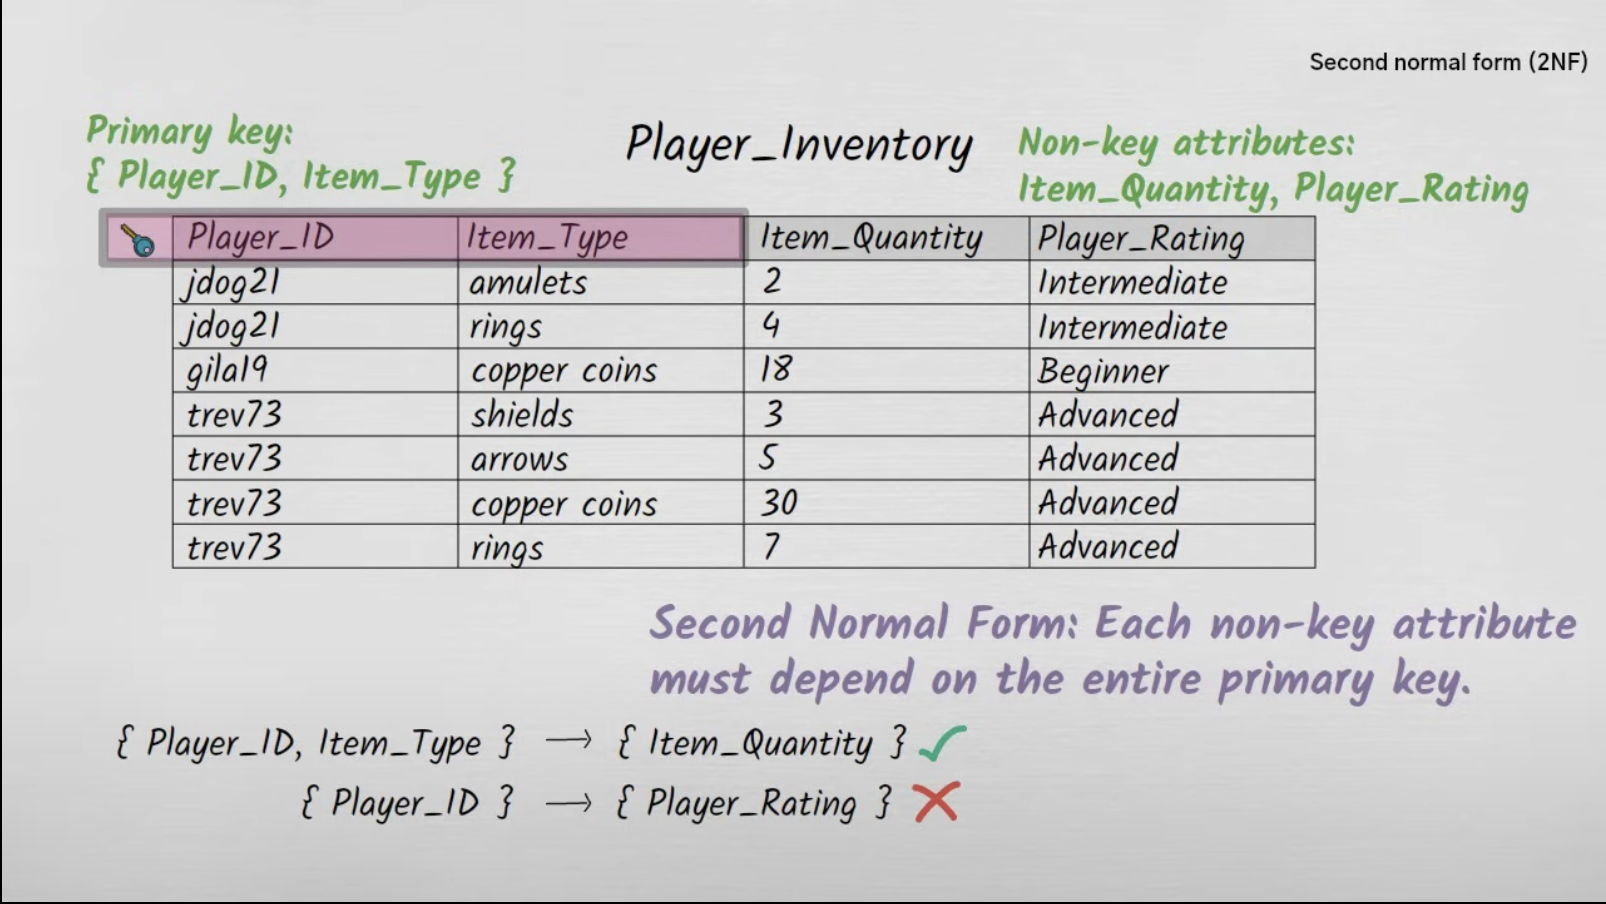 Second normal form (2NF)
Primary key:
{ Player_ID, Item_Type }
Player_Inventory
Non-key attributes:
Item_Quantity, Player_Rating
Player_ID Item_Type Item_Quantity Player_Rating
jdog21 amulets 2 Intermediate
jdog21 rings 4 Intermediate
gila19 copper coins 18 Beginner
trev73 shields 3 Advanced
trev73 arrows 5 Advanced
trev73 copper coins 30 Advanced
trev73 rings 7 Advanced
Second Normal Form: Each non-key attribute
must depend on the entire primary key.
{ Player_ID, Item_Type } → { Item_Quantity } ✓
{ Player_ID } → { Player_Rating } ✗